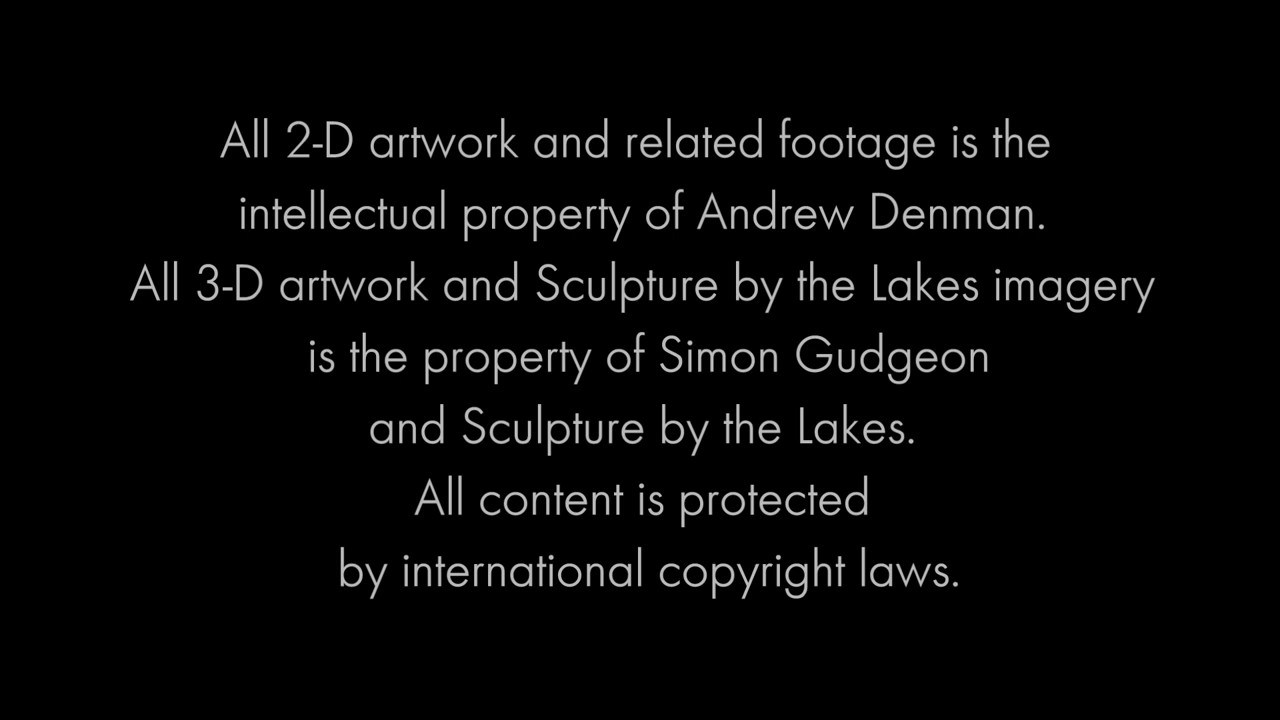 All 2-D artwork and related footage is the
intellectual property of Andrew Denman.
All 3-D artwork and Sculpture by the Lakes imagery
is the property of Simon Gudgeon
and Sculpture by the Lakes.
All content is protected
by international copyright laws.